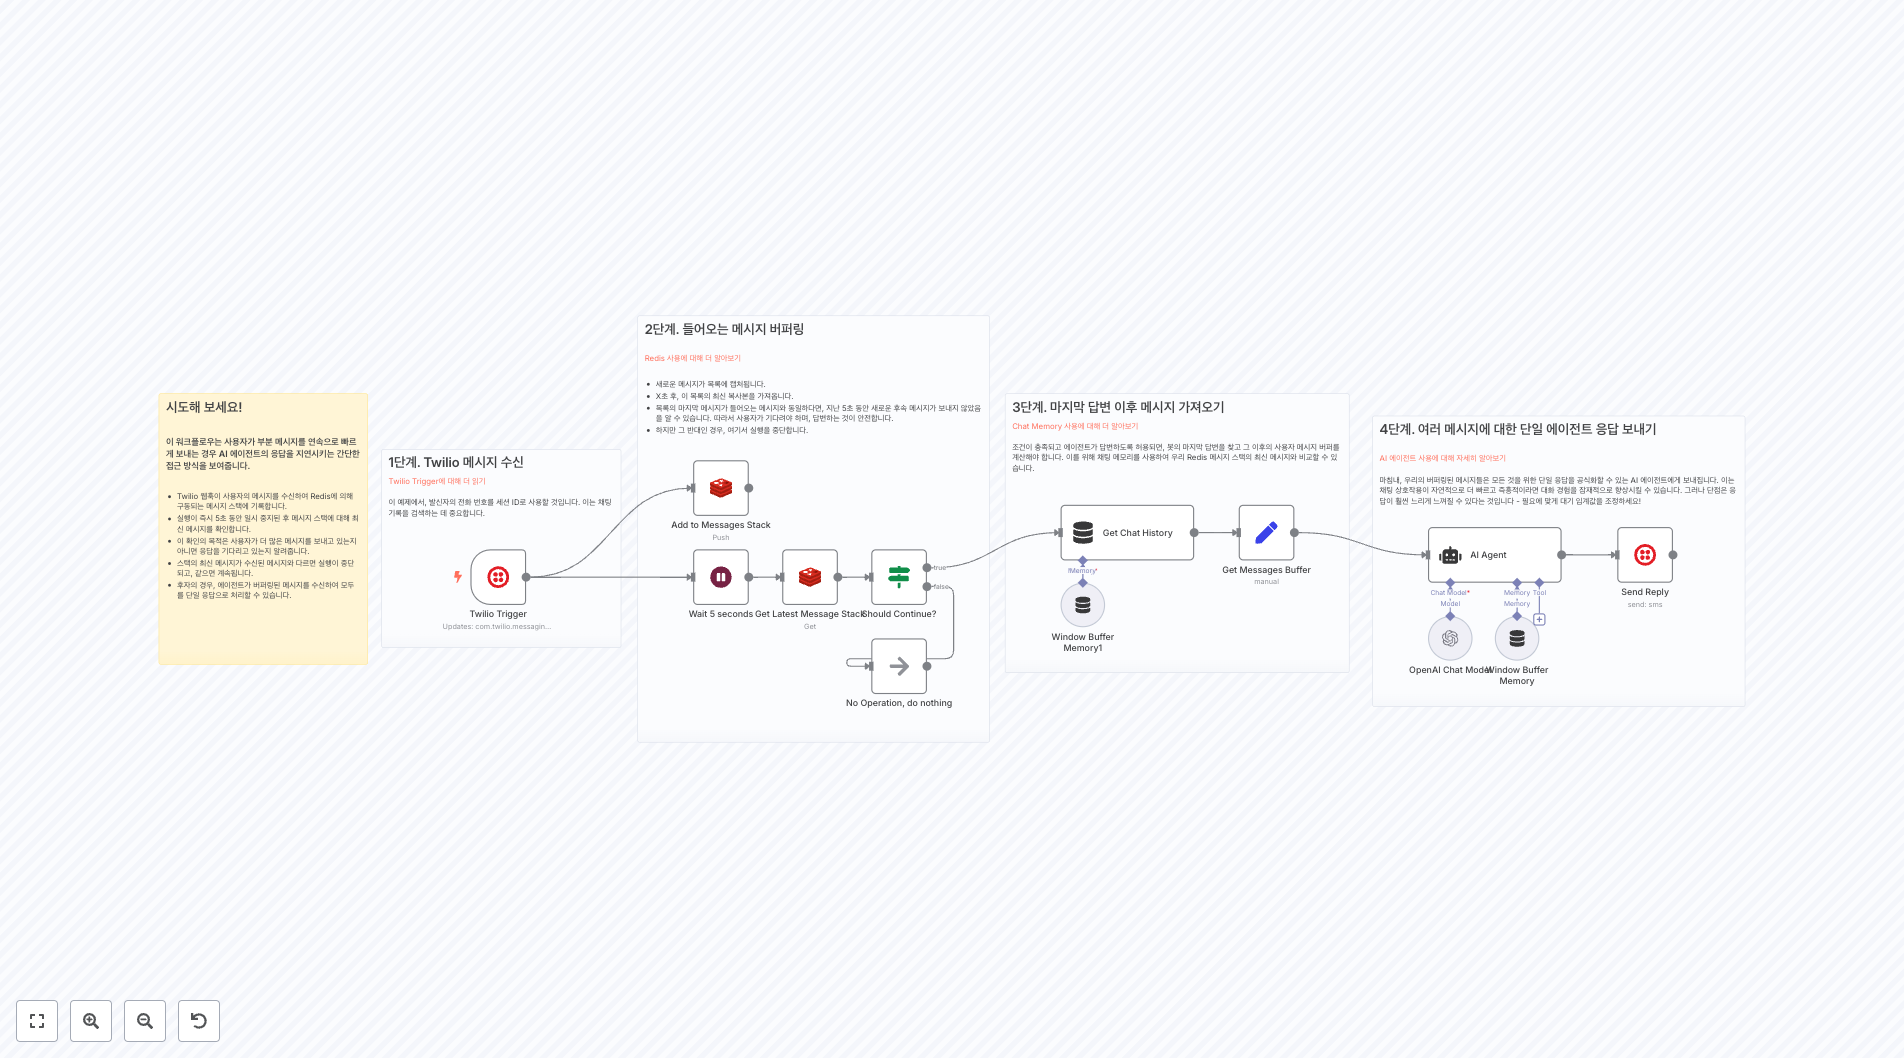 시도해 보세요!
이 워크플로우는 사용자가 부분 메시지를 연속으로 빠르
게 보내는 경우 AI 에이전트의 응답을 지연시키는 간단한
접근 방식을 보여줍니다.
Twilio 웹훅이 사용자의 메시지를 수신하여 Redis에 의해
구동되는 메시지 스택에 기록합니다.
실행이 즉시 5초 동안 일시 중지된 후 메시지 스택에 대해 최
신 메시지를 확인합니다.
이 확인의 목적은 사용자가 더 많은 메시지를 보내고 있는지
아니면 응답을 기다리고 있는지 알려줍니다.
스택의 최신 메시지가 수신된 메시지와 다르면 실행이 중단
되고, 같으면 계속됩니다.
후자의 경우, 에이전트가 버퍼링된 메시지를 수신하여 모두
를 단일 응답으로 처리할 수 있습니다.
1단계. Twilio 메시지 수신
Twilio Trigger에 대해 더 읽기
이 예제에서, 발신자의 전화 번호를 세션 ID로 사용할 것입니다. 이는 채팅
기록을 검색하는 데 중요합니다.
Twilio Trigger
Updates: com.twilio.messagin...
2단계. 들어오는 메시지 버퍼링
Redis 사용에 대해 더 알아보기
새로운 메시지가 목록에 캡처됩니다.
X초 후, 이 목록의 최신 복사본을 가져옵니다.
목록의 마지막 메시지가 들어오는 메시지와 동일하다면, 지난 5초 동안 새로운 후속 메시지가 보내지 않았음
을 알 수 있습니다. 따라서 사용자가 기다려야 하며, 답변하는 것이 안전합니다.
하지만 그 반대인 경우, 여기서 실행을 중단합니다.
Add to Messages Stack
Push
Wait 5 seconds
Get Latest Message Stack
Get
Should Continue?
true
false
No Operation, do nothing
3단계. 마지막 답변 이후 메시지 가져오기
Chat Memory 사용에 대해 더 알아보기
조건이 충족되고 에이전트가 답변하도록 허용되면, 봇의 마지막 답변을 찾고 그 이후의 사용자 메시지 버퍼를
계산해야 합니다. 이를 위해 채팅 메모리를 사용하여 우리 Redis 메시지 스택의 최신 메시지와 비교할 수 있
습니다.
Get Chat History
Memory*
Window Buffer
Memory1
Get Messages Buffer
manual
4단계. 여러 메시지에 대한 단일 에이전트 응답 보내기
AI 에이전트 사용에 대해 자세히 알아보기
마침내, 우리의 버퍼링된 메시지들은 모든 것을 위한 단일 응답을 공식화할 수 있는 AI 에이전트에게 보내집니다. 이는
채팅 상호작용이 자연적으로 더 빠르고 즉흥적이라면 대화 경험을 잠재적으로 향상시킬 수 있습니다. 그러나 단점은 응
답이 훨씬 느리게 느껴질 수 있다는 것입니다 - 필요에 맞게 대기 임계값을 조정하세요!
AI Agent
Chat Model*
Memory
Tool
Model
Memory
OpenAI Chat Model
Window Buffer
Memory
Send Reply
send: sms